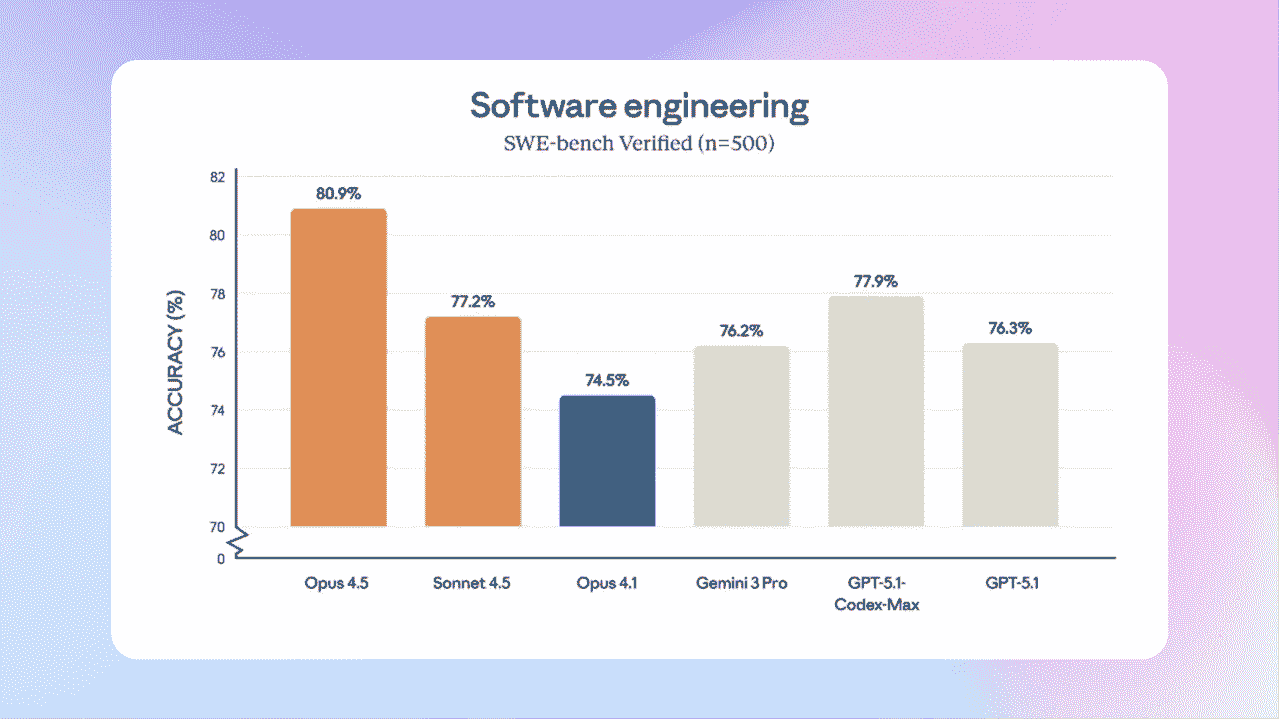 Software engineering
SWE-bench Verified (n=500)
ACCURACY (%)
82
80
78
76
74
72
70
0
80.9%
77.2%
74.5%
76.2%
77.9%
76.3%
Opus 4.5
Sonnet 4.5
Opus 4.1
Gemini 3 Pro
GPT-5.1-
Codex-Max
GPT-5.1